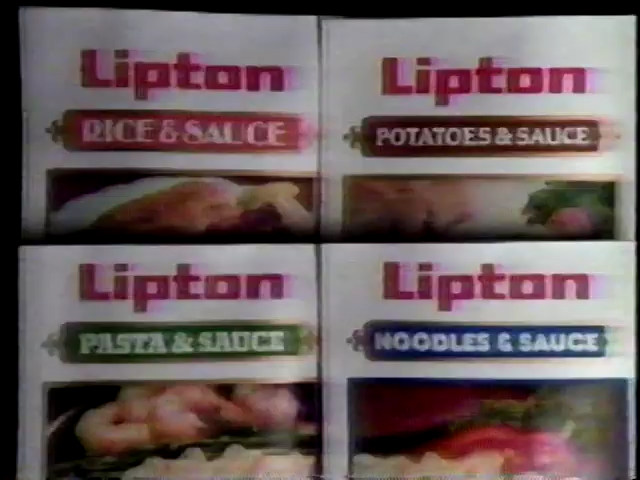 Lipton
RICE & SAUCE
Lipton
POTATOES & SAUCE
Lipton
PASTA & SAUCE
Lipton
NOODLES & SAUCE